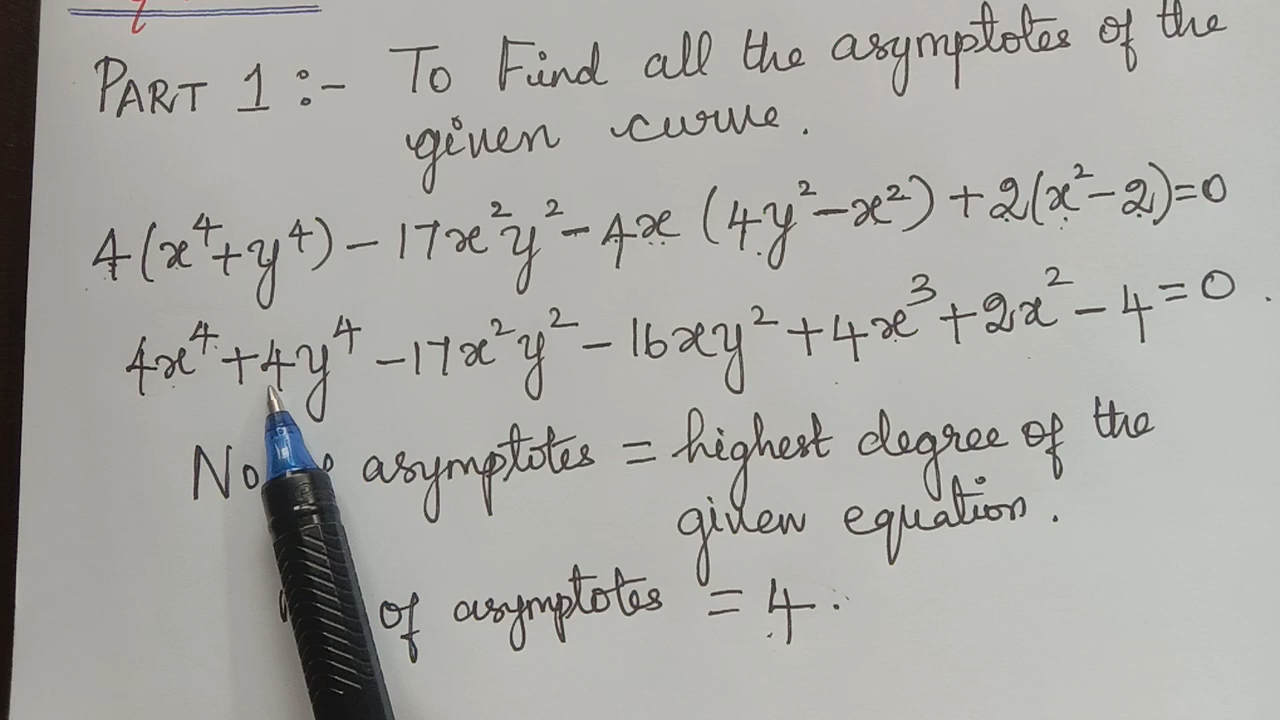 PART 1 :- To Find all the asymptotes of the
given curve.
4(x⁴+y⁴) - 17x²y² - 4x (4y²-x²) + 2(x²-2)=0
4x⁴ + 4y⁴ - 17x²y² - 16xy² + 4x³ + 2x² - 4 = 0.
asymptotes = highest degree of the
given equation.
of asymptotes = 4.